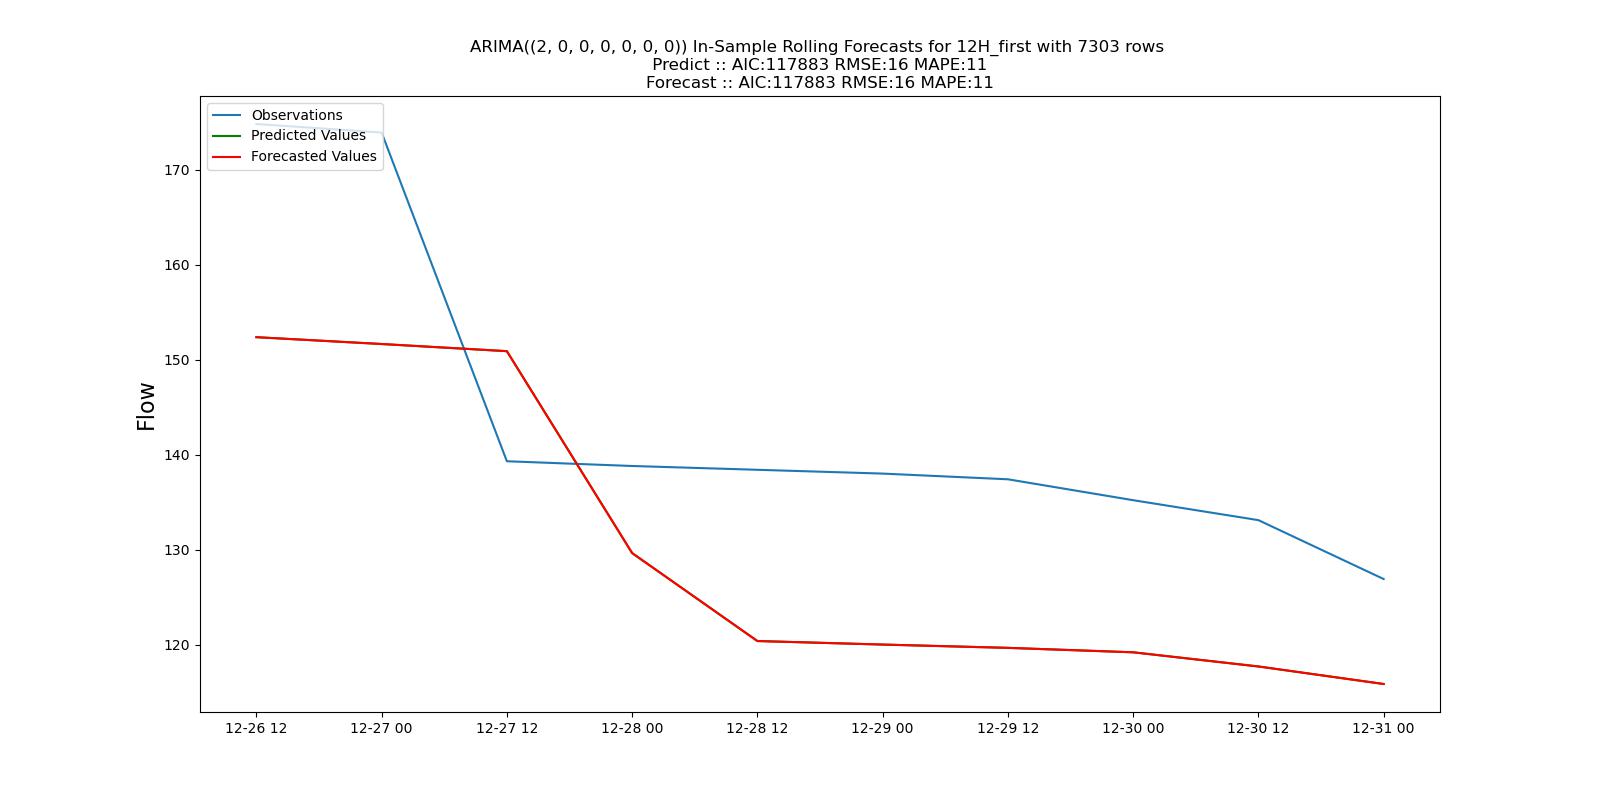 ARIMA((2, 0, 0, 0, 0, 0, 0)) In-Sample Rolling Forecasts for 12H_first with 7303 rows
Predict :: AIC:117883 RMSE:16 MAPE:11
Forecast :: AIC:117883 RMSE:16 MAPE:11
Observations
Predicted Values
Forecasted Values
170
160
150
140
130
120
Flow
12-26 12
12-27 00
12-27 12
12-28 00
12-28 12
12-29 00
12-29 12
12-30 00
12-30 12
12-31 00